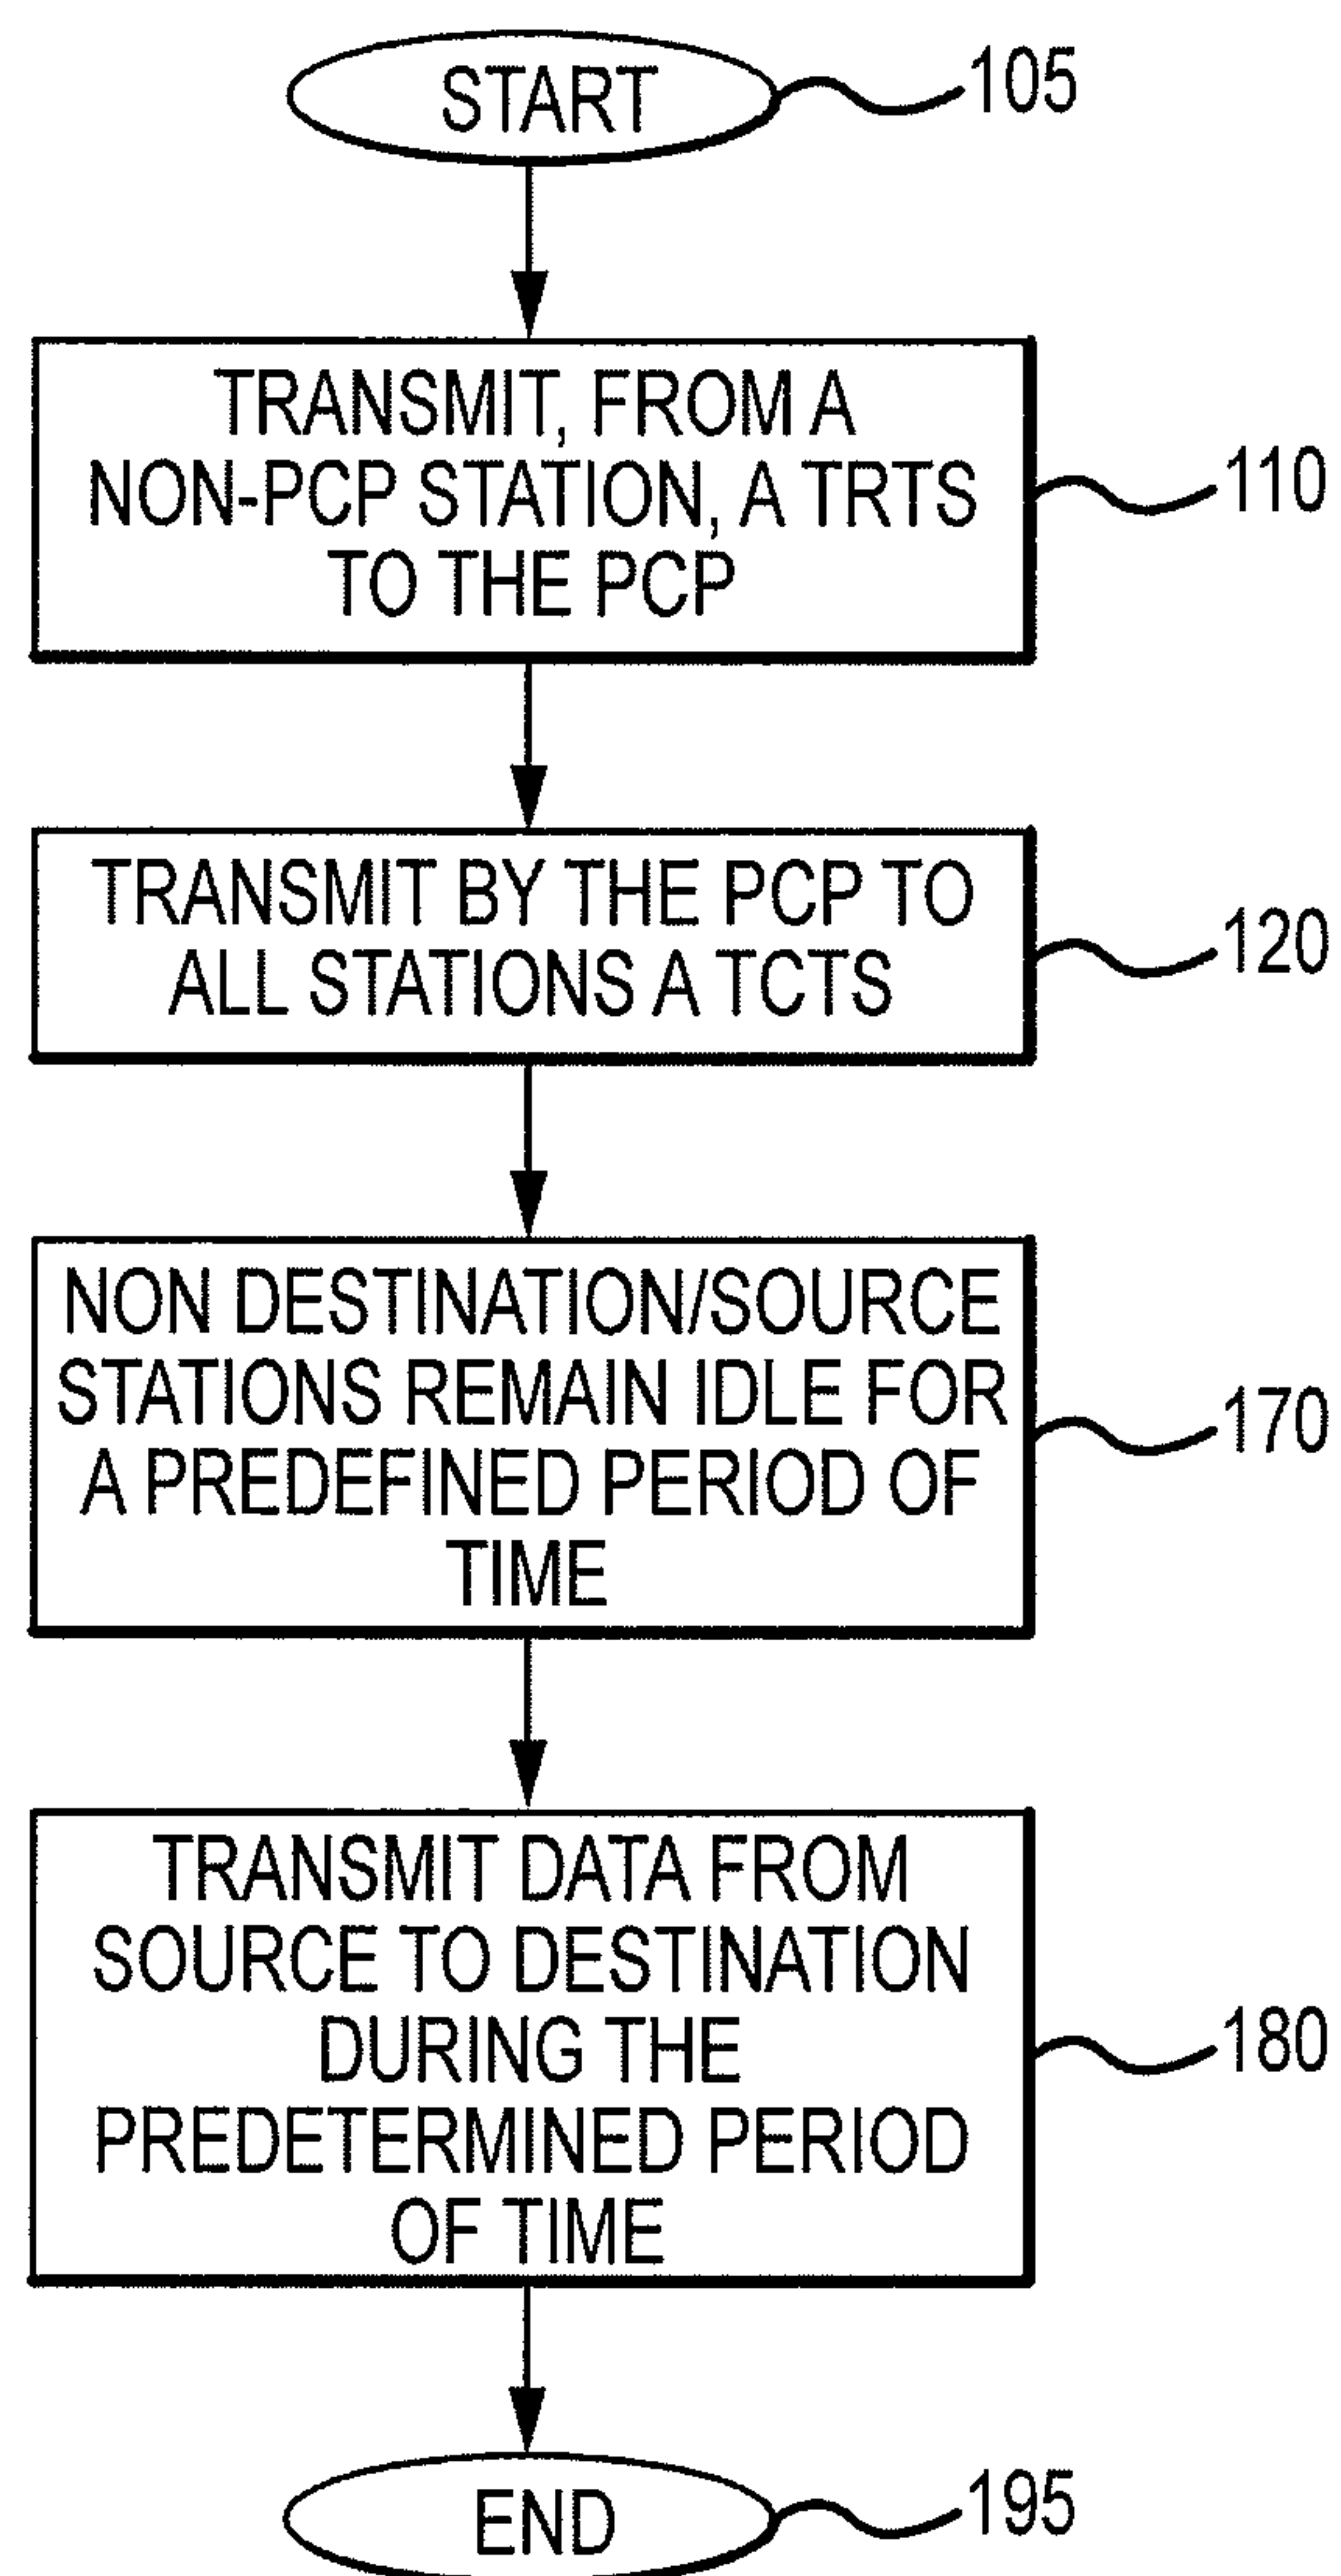 START
105
TRANSMIT, FROM A
NON-PCP STATION, A TRTS
TO THE PCP
110
TRANSMIT BY THE PCP TO
ALL STATIONS A TCTS
120
NON DESTINATION/SOURCE
STATIONS REMAIN IDLE FOR
A PREDEFINED PERIOD OF
TIME
170
TRANSMIT DATA FROM
SOURCE TO DESTINATION
DURING THE
PREDETERMINED PERIOD
OF TIME
180
END
195